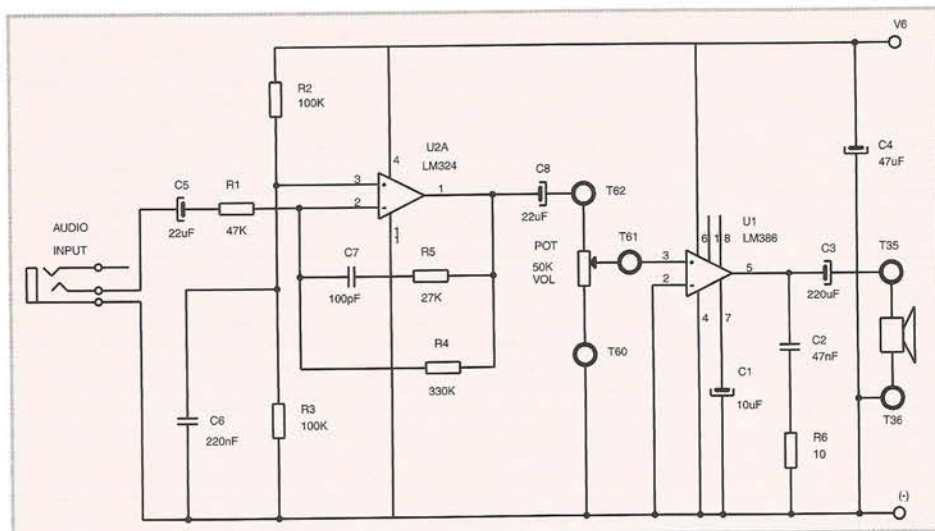 V6
R2
100K
U2A
LM324
4
3
2
1
1
1
C5
22uF
R1
47K
C8
22uF
T62
C4
47uF
AUDIO
INPUT
C7
100pF
R5
27K
R4
330K
POT
50K
VOL
T61
T60
U1
LM386
6
1
8
3
2
5
4
7
C3
220uF
T35
C2
47nF
C1
10uF
T36
C6
220nF
R3
100K
R6
10
(-)